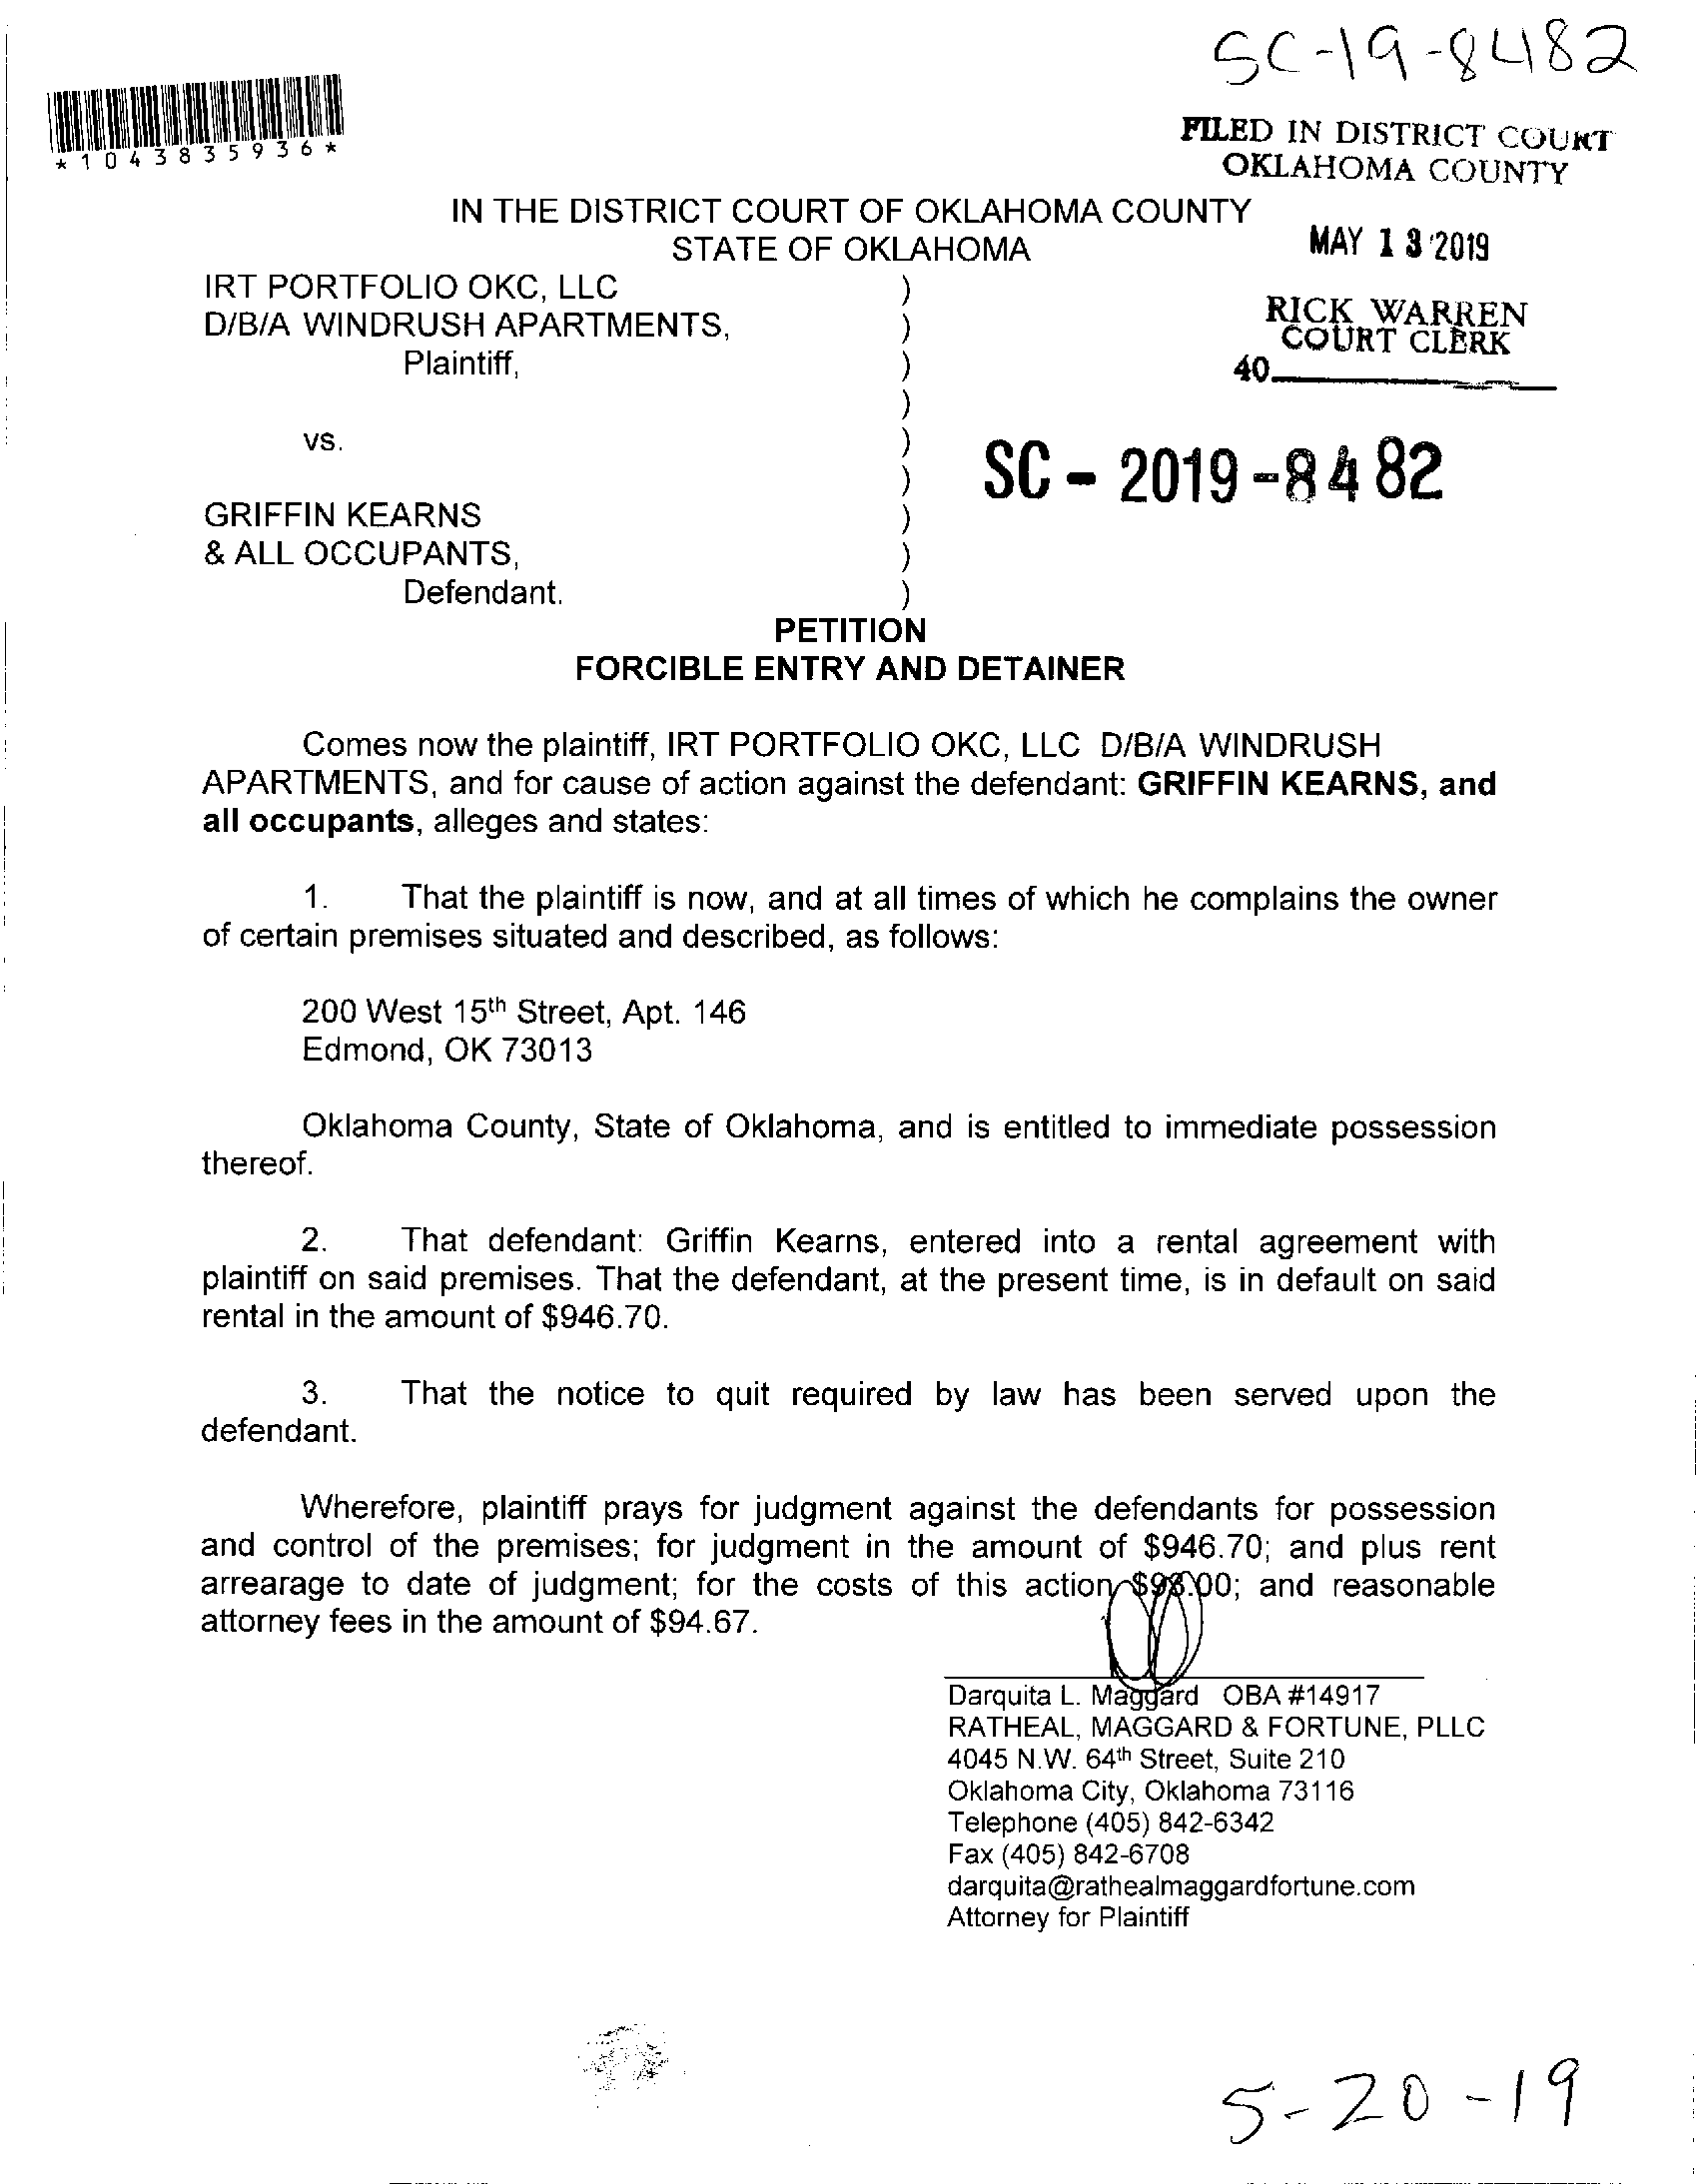 SC-19-8482
*1043835936*
FILED IN DISTRICT COURT
OKLAHOMA COUNTY
IN THE DISTRICT COURT OF OKLAHOMA COUNTY
STATE OF OKLAHOMA
MAY 13 2019
IRT PORTFOLIO OKC, LLC )
D/B/A WINDRUSH APARTMENTS, )
Plaintiff, )
)
RICK WARREN
COURT CLERK
40
vs. )
)
SC - 2019 -8482
GRIFFIN KEARNS )
& ALL OCCUPANTS, )
Defendant. )
PETITION
FORCIBLE ENTRY AND DETAINER
Comes now the plaintiff, IRT PORTFOLIO OKC, LLC D/B/A WINDRUSH
APARTMENTS, and for cause of action against the defendant: GRIFFIN KEARNS, and
all occupants, alleges and states:
1. That the plaintiff is now, and at all times of which he complains the owner
of certain premises situated and described, as follows:
200 West 15th Street, Apt. 146
Edmond, OK 73013
Oklahoma County, State of Oklahoma, and is entitled to immediate possession
thereof.
2. That defendant: Griffin Kearns, entered into a rental agreement with
plaintiff on said premises. That the defendant, at the present time, is in default on said
rental in the amount of $946.70.
3. That the notice to quit required by law has been served upon the
defendant.
Wherefore, plaintiff prays for judgment against the defendants for possession
and control of the premises; for judgment in the amount of $946.70; and plus rent
arrearage to date of judgment; for the costs of this action ; and reasonable
attorney fees in the amount of $94.67.
Darquita L. Maggard OBA #14917
RATHEAL, MAGGARD & FORTUNE, PLLC
4045 N.W. 64th Street, Suite 210
Oklahoma City, Oklahoma 73116
Telephone (405) 842-6342
Fax (405) 842-6708
darquita@rathealmaggardfortune.com
Attorney for Plaintiff
5-20-19